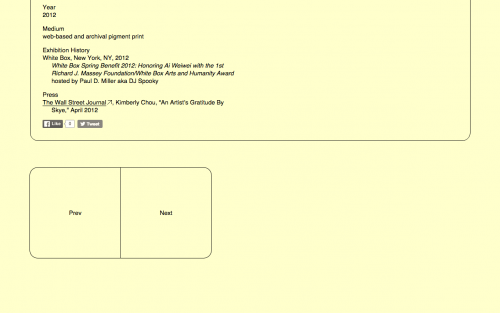 Year
2012
Medium
web-based and archival pigment print
Exhibition History
White Box, New York, NY, 2012
White Box Spring Benefit 2012: Honoring Ai Weiwei with the 1st
Richard J. Massey Foundation/White Box Arts and Humanity Award
hosted by Paul D. Miller aka DJ Spooky
Press
The Wall Street Journal ↗, Kimberly Chou, "An Artist's Gratitude By
Skye," April 2012
Like 0 Tweet
Prev Next